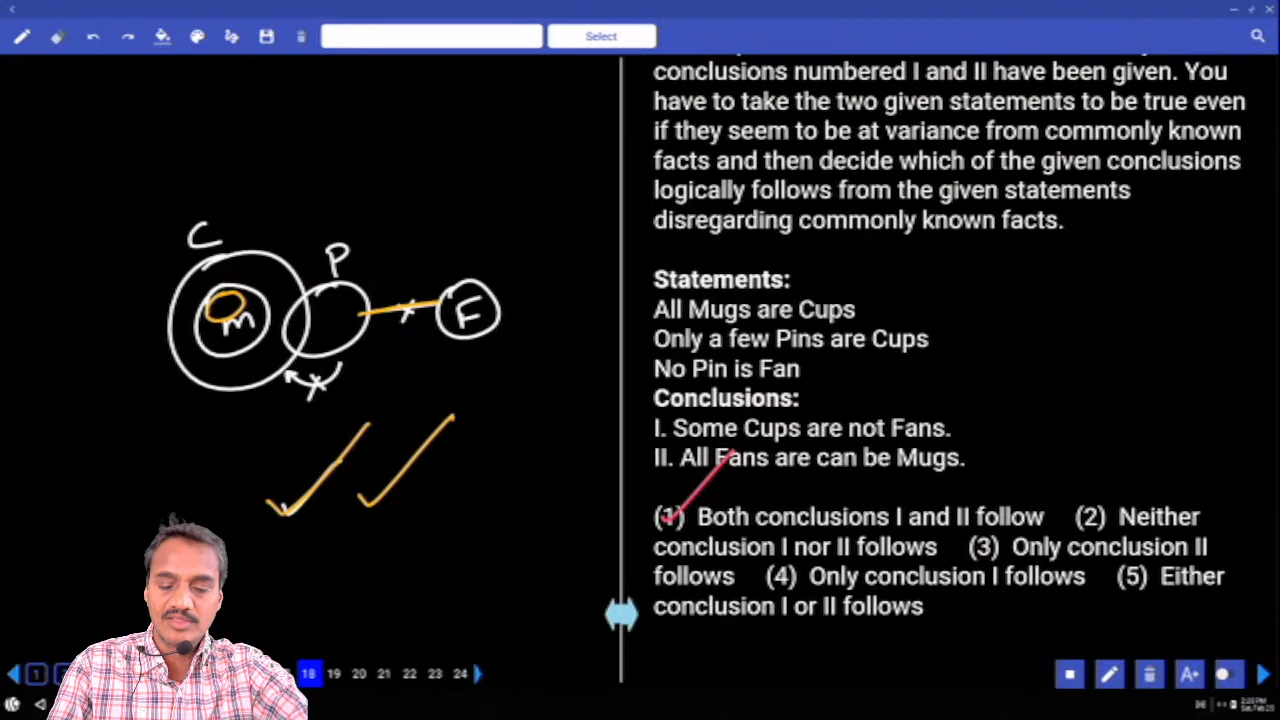 Select
conclusions numbered I and II have been given. You
have to take the two given statements to be true even
if they seem to be at variance from commonly known
facts and then decide which of the given conclusions
logically follows from the given statements
disregarding commonly known facts.
Statements:
All Mugs are Cups
Only a few Pins are Cups
No Pin is Fan
Conclusions:
I. Some Cups are not Fans.
II. All Fans are can be Mugs.
(1) Both conclusions I and II follow (2) Neither
conclusion I nor II follows (3) Only conclusion II
follows (4) Only conclusion I follows (5) Either
conclusion I or II follows
C
P
m
F
1 18 19 20 21 22 23 24
A+